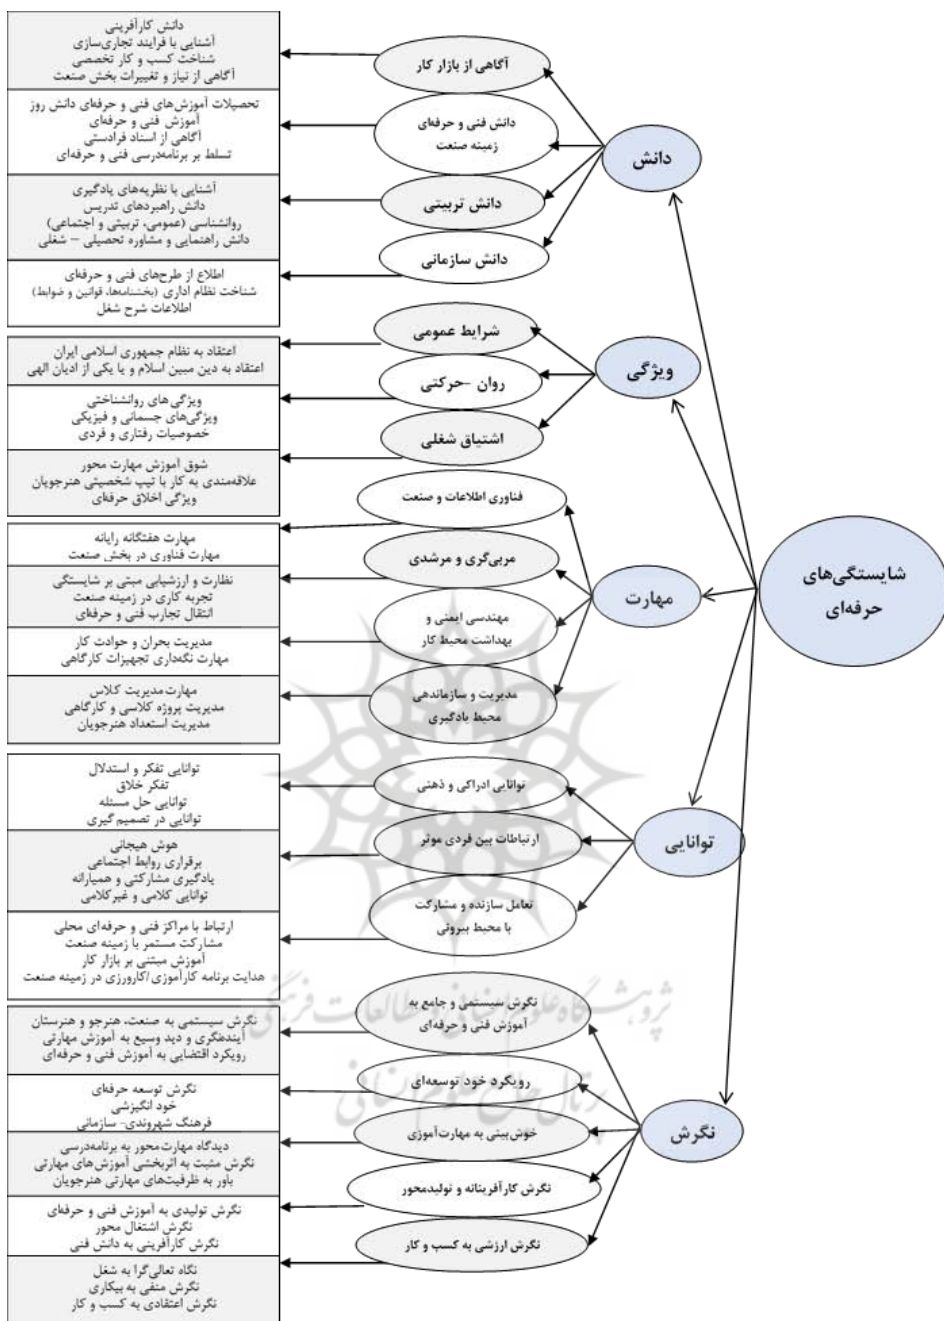 شایستگی‌های
حرفه‌ای
دانش
آگاهی از بازار کار
دانش کارآفرینی
آشنایی با فرایند تجاری‌سازی
شناخت کسب و کار تخصصی
آگاهی از نیاز و تغییرات بخش صنعت
دانش فنی و حرفه‌ای
زمینه صنعت
تحصیلات آموزش‌های فنی و حرفه‌ای دانش روز
آموزش فنی و حرفه‌ای
آگاهی از اسناد فرادستی
تسلط بر برنامه‌درسی فنی و حرفه‌ای
دانش تربیتی
آشنایی با نظریه‌های یادگیری
دانش راهبردهای تدریس
روانشناسی (عمومی، تربیتی و اجتماعی)
دانش راهنمایی و مشاوره تحصیلی – شغلی
دانش سازمانی
اطلاع از طرح‌های فنی و حرفه‌ای
شناخت نظام اداری (بخشنامه‌ها، قوانین و ضوابط)
اطلاعات شرح شغل
ویژگی
شرایط عمومی
اعتقاد به نظام جمهوری اسلامی ایران
اعتقاد به دین مبین اسلام و یا یکی از ادیان الهی
روان -حرکتی
ویژگی های روانشناختی
ویژگی‌های جسمانی و فیزیکی
خصوصیات رفتاری و فردی
اشتیاق شغلی
شوق آموزش مهارت محور
علاقه‌مندی به کار با تیپ شخصیتی هنرجویان
ویژگی اخلاق حرفه‌ای
مهارت
فناوری اطلاعات و صنعت
مهارت هفتگانه رایانه
مهارت فناوری در بخش صنعت
مربی‌گری و مرشدی
نظارت و ارزشیابی مبتی بر شایستگی
تجربه کاری در زمینه صنعت
انتقال تجارب فنی و حرفه‌ای
مهندسی ایمنی و
بهداشت محیط کار
مدیریت بحران و حوادث کار
مهارت نگه‌داری تجهیزات کارگاهی
مدیریت و سازماندهی
محیط یادگیری
مهارت مدیریت کلاس
مدیریت پروژه کلاسی و کارگاهی
مدیریت استعداد هنرجویان
توانایی
توانایی ادراکی و ذهنی
توانایی تفکر و استدلال
تفکر خلاق
توانایی حل مسئله
توانایی در تصمیم گیری
ارتباطات بین فردی موثر
هوش هیجانی
برقراری روابط اجتماعی
یادگیری مشارکتی و همیارانه
توانایی کلامی و غیرکلامی
تعامل سازنده و مشارکت
با محیط بیرونی
ارتباط با مراکز فنی و حرفه‌ای محلی
مشارکت مستمر با زمینه صنعت
آموزش مبتنی بر بازار کار
هدایت برنامه کارآموزی /کارورزی در زمینه صنعت
نگرش
نگرش سیستمی و جامع به
آموزش فنی و حرفه‌ای
نگرش سیستمی به صنعت، هنرجو و هنرستان
آینده‌نگری و دید وسیع به آموزش مهارتی
رویکرد اقتضایی به آموزش فنی و حرفه‌ای
رویکرد خود توسعه‌ای
نگرش توسعه حرفه‌ای
خود انگیزشی
فرهنگ شهروندی- سازمانی
خوش‌بینی به مهارت‌آموزی
دیدگاه مهارت محور به برنامه‌درسی
نگرش مثبت به اثربخشی آموزش‌های مهارتی
باور به ظرفیت‌های مهارتی هنرجویان
نگرش کارآفرینانه و تولیدمحور
نگرش تولیدی به آموزش فنی و حرفه‌ای
نگرش اشتغال محور
نگرش کارآفرینی به دانش فنی
نگرش ارزشی به کسب و کار
نگاه تعالی‌گرا به شغل
نگرش منفی به بیکاری
نگرش اعتقادی به کسب و کار
پژوهشگاه علوم انسانی و مطالعات فرهنگی
پرتال جامع علوم انسانی